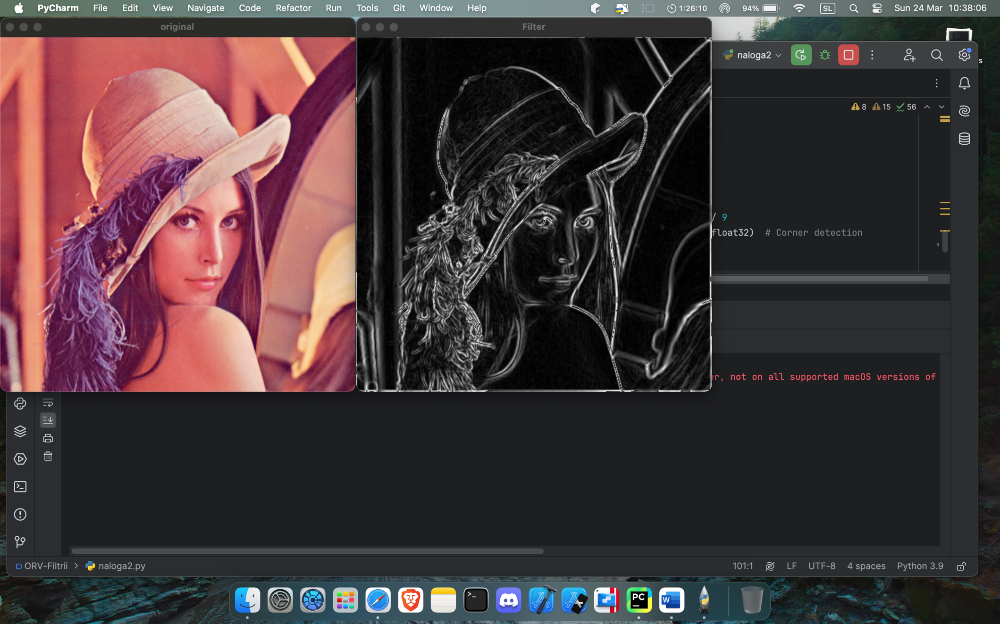 PyCharm File Edit View Navigate Code Refactor Run Tools Git Window Help 1:26:10 94% SL Sun 24 Mar 10:38:06
original
Filter
naloga2
s
8 15 56
/ 9
float32) # Corner detection
er, not on all supported macOS versions of
ORV-Filtrii > naloga2.py 101:1 LF UTF-8 4 spaces Python 3.9
>_
PC
W